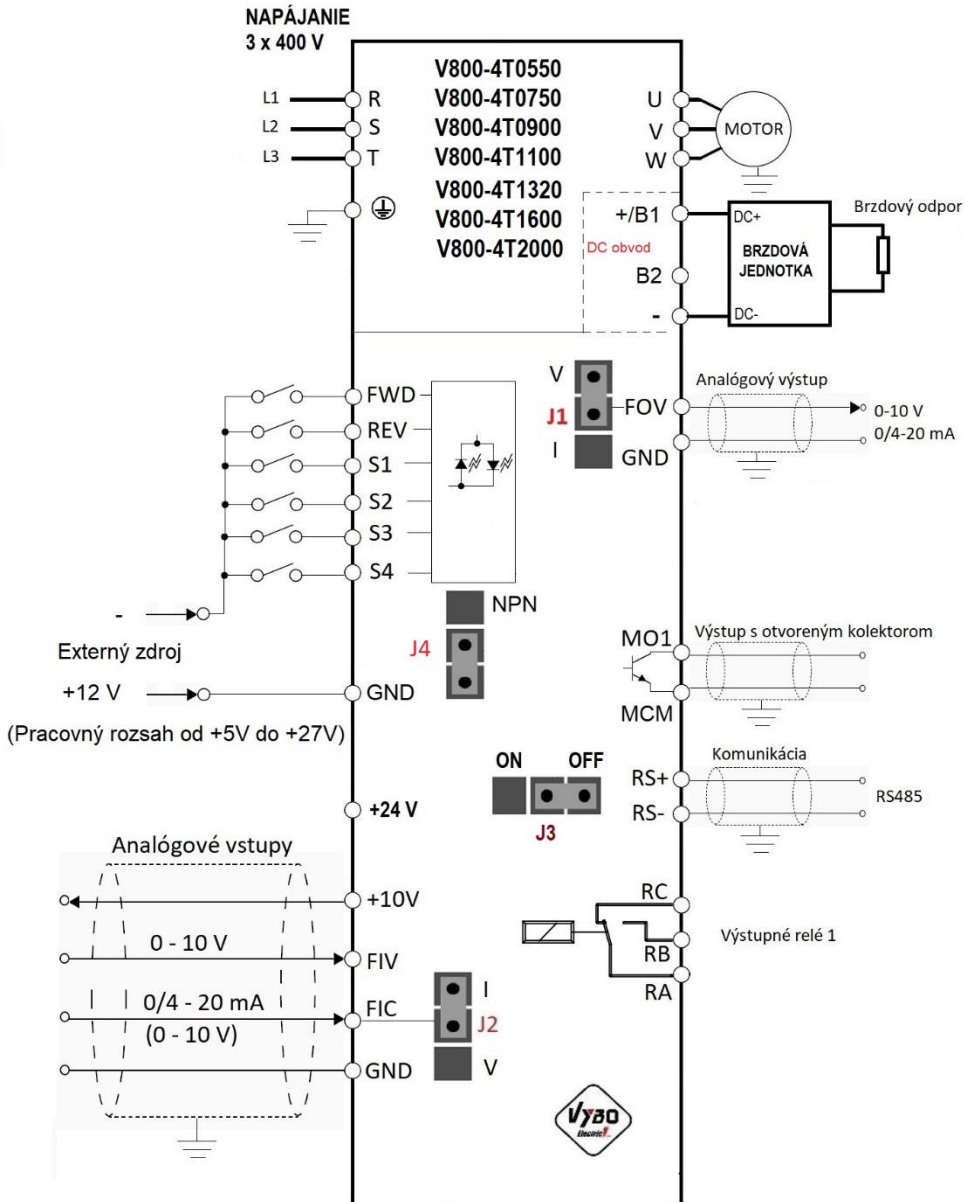 NAPÁJANIE
3 x 400 V
V800-4T0550
V800-4T0750
V800-4T0900
V800-4T1100
V800-4T1320
V800-4T1600
V800-4T2000
L1
R
L2
S
L3
T
U
V
W
MOTOR
DC obvod
+/B1
B2
-
DC+
BRZDOVÁ
JEDNOTKA
DC-
Brzdový odpor
FWD
REV
S1
S2
S3
S4
V
J1
I
FOV
GND
Analógový výstup
0-10 V
0/4-20 mA
NPN
J4
-
Externý zdroj
+12 V
GND
(Pracovný rozsah od +5V do +27V)
MO1
MCM
Výstup s otvoreným kolektorom
ON OFF
J3
RS+
RS-
Komunikácia
RS485
+24 V
Analógové vstupy
+10V
0 - 10 V
FIV
0/4 - 20 mA
(0 - 10 V)
FIC
GND
I
J2
V
RC
RB
RA
Výstupné relé 1
VYBO
Electric